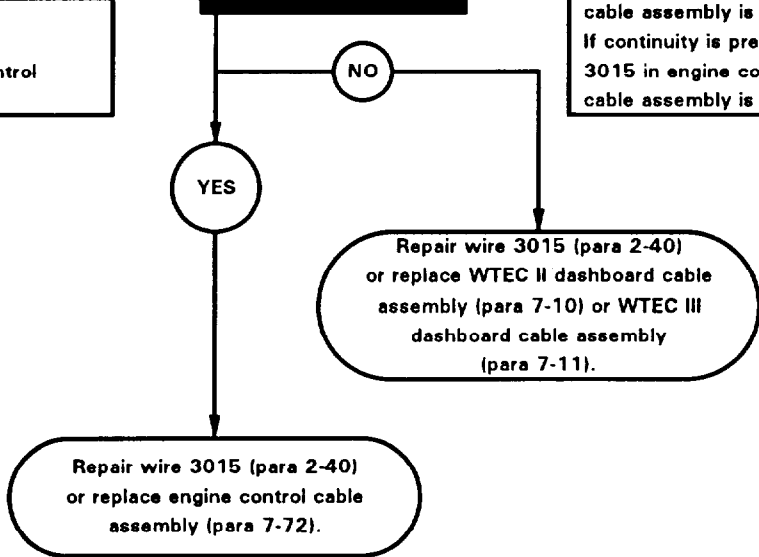 ntrol
cable assembly is
If continuity is pre
3015 in engine co
cable assembly is
NO
YES
Repair wire 3015 (para 2-40)
or replace WTEC II dashboard cable
assembly (para 7-10) or WTEC III
dashboard cable assembly
(para 7-11).
Repair wire 3015 (para 2-40)
or replace engine control cable
assembly (para 7-72).